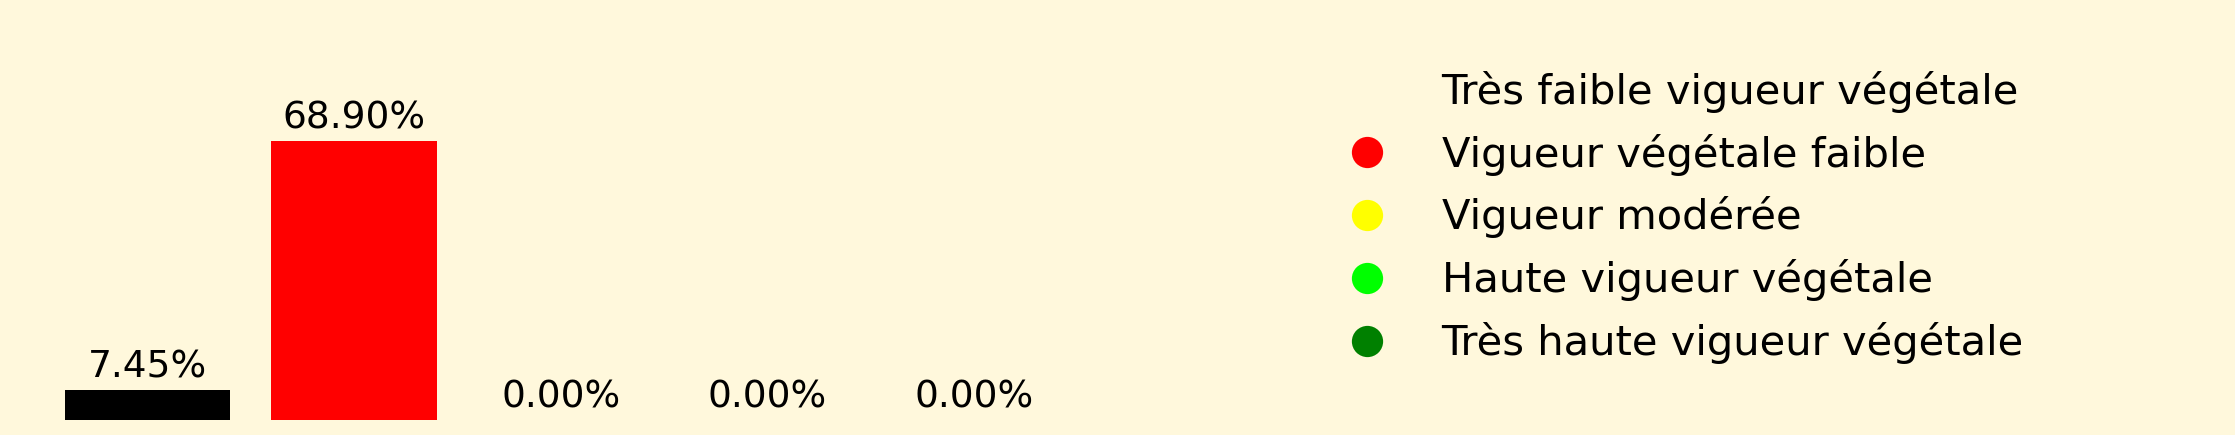 68.90%
7.45%
0.00%
0.00%
0.00%
Très faible vigueur végétale
Vigueur végétale faible
Vigueur modérée
Haute vigueur végétale
Très haute vigueur végétale